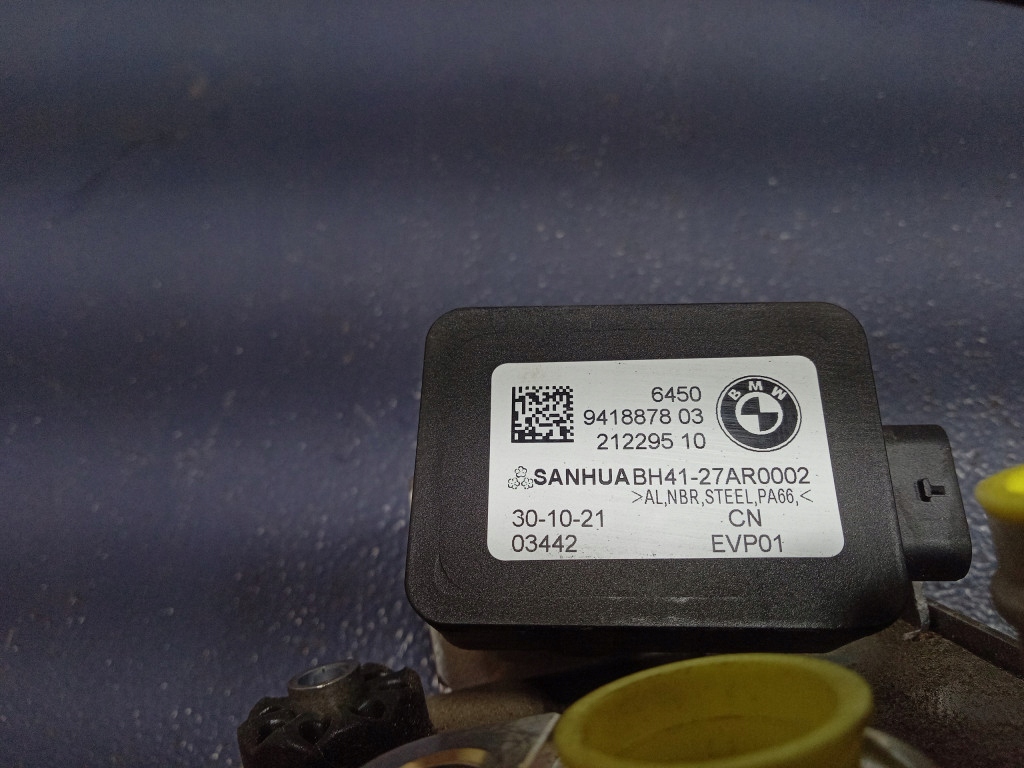 6450
9418878 03
212295 10
BMW
SANHUA BH41-27AR0002
>AL,NBR,STEEL,PA66,<
30-10-21 CN
03442 EVP01